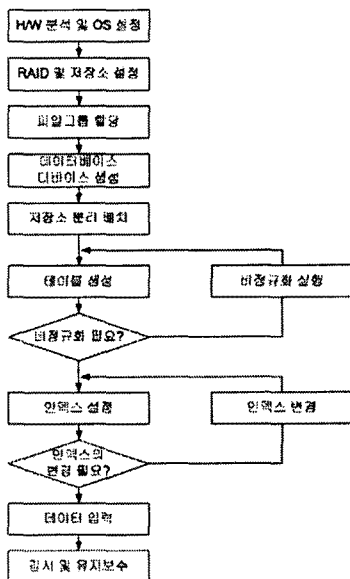 H/W 분석 및 OS 설정
RAID 및 저장소 설정
파일그룹 할당
데이터베이스
디바이스 생성
저장소 분리 배치
테이블 생성
비정규화 실행
비정규화 필요?
인덱스 설정
인덱스 변경
인덱스의
변경 필요?
데이터 입력
감시 및 유지보수